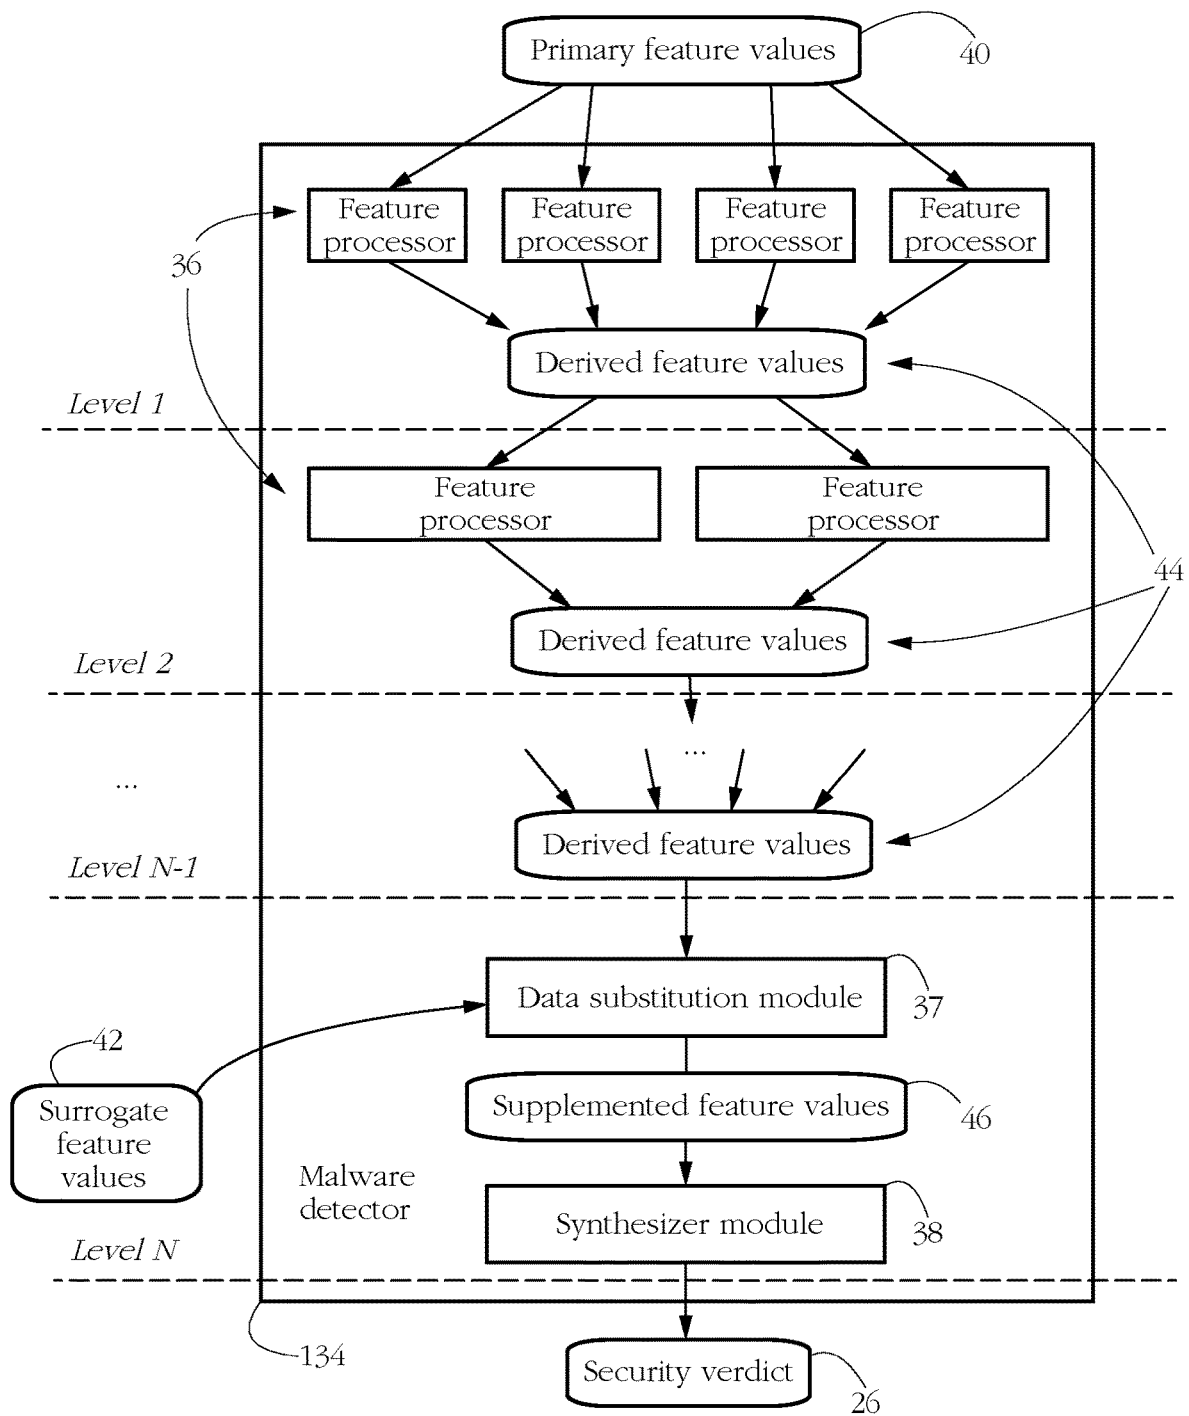 Primary feature values
40
Feature
processor
Feature
processor
Feature
processor
Feature
processor
36
Derived feature values
Level 1
Feature
processor
Feature
processor
44
Derived feature values
Level 2
...
...
Derived feature values
Level N-1
Data substitution module
37
42
Surrogate
feature
values
Supplemented feature values
46
Malware
detector
Synthesizer module
38
Level N
134
Security verdict
26